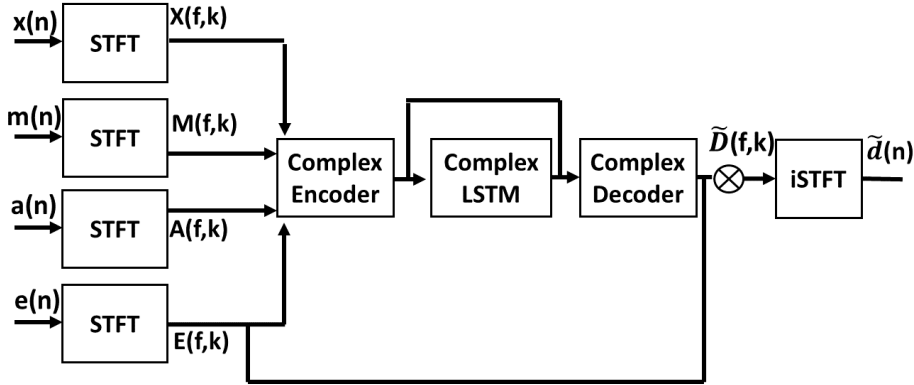 x(n)
STFT
X(f,k)
m(n)
STFT
M(f,k)
a(n)
STFT
A(f,k)
e(n)
STFT
E(f,k)
Complex
Encoder
Complex
LSTM
Complex
Decoder
D̃(f,k)
iSTFT
d̃(n)